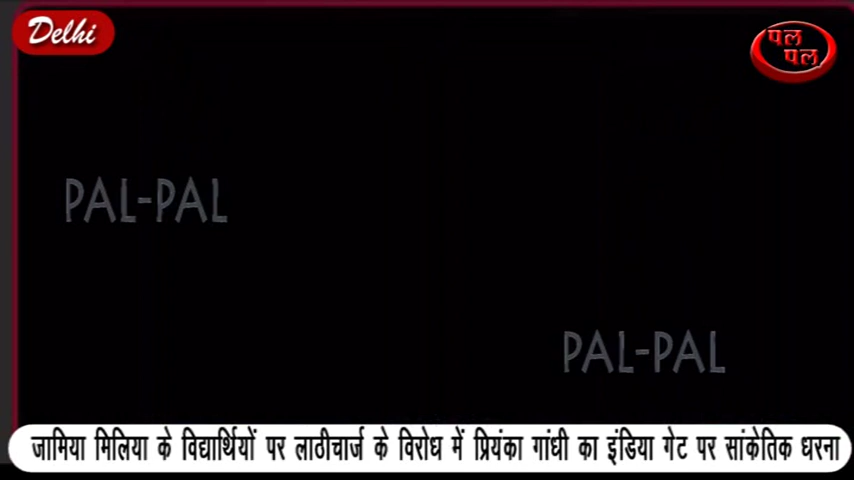 Delhi
पल
पल
PAL-PAL
PAL-PAL
जामिया मिलिया के विद्यार्थियों पर लाठीचार्ज के विरोध में प्रियंका गांधी का इंडिया गेट पर सांकेतिक धरना